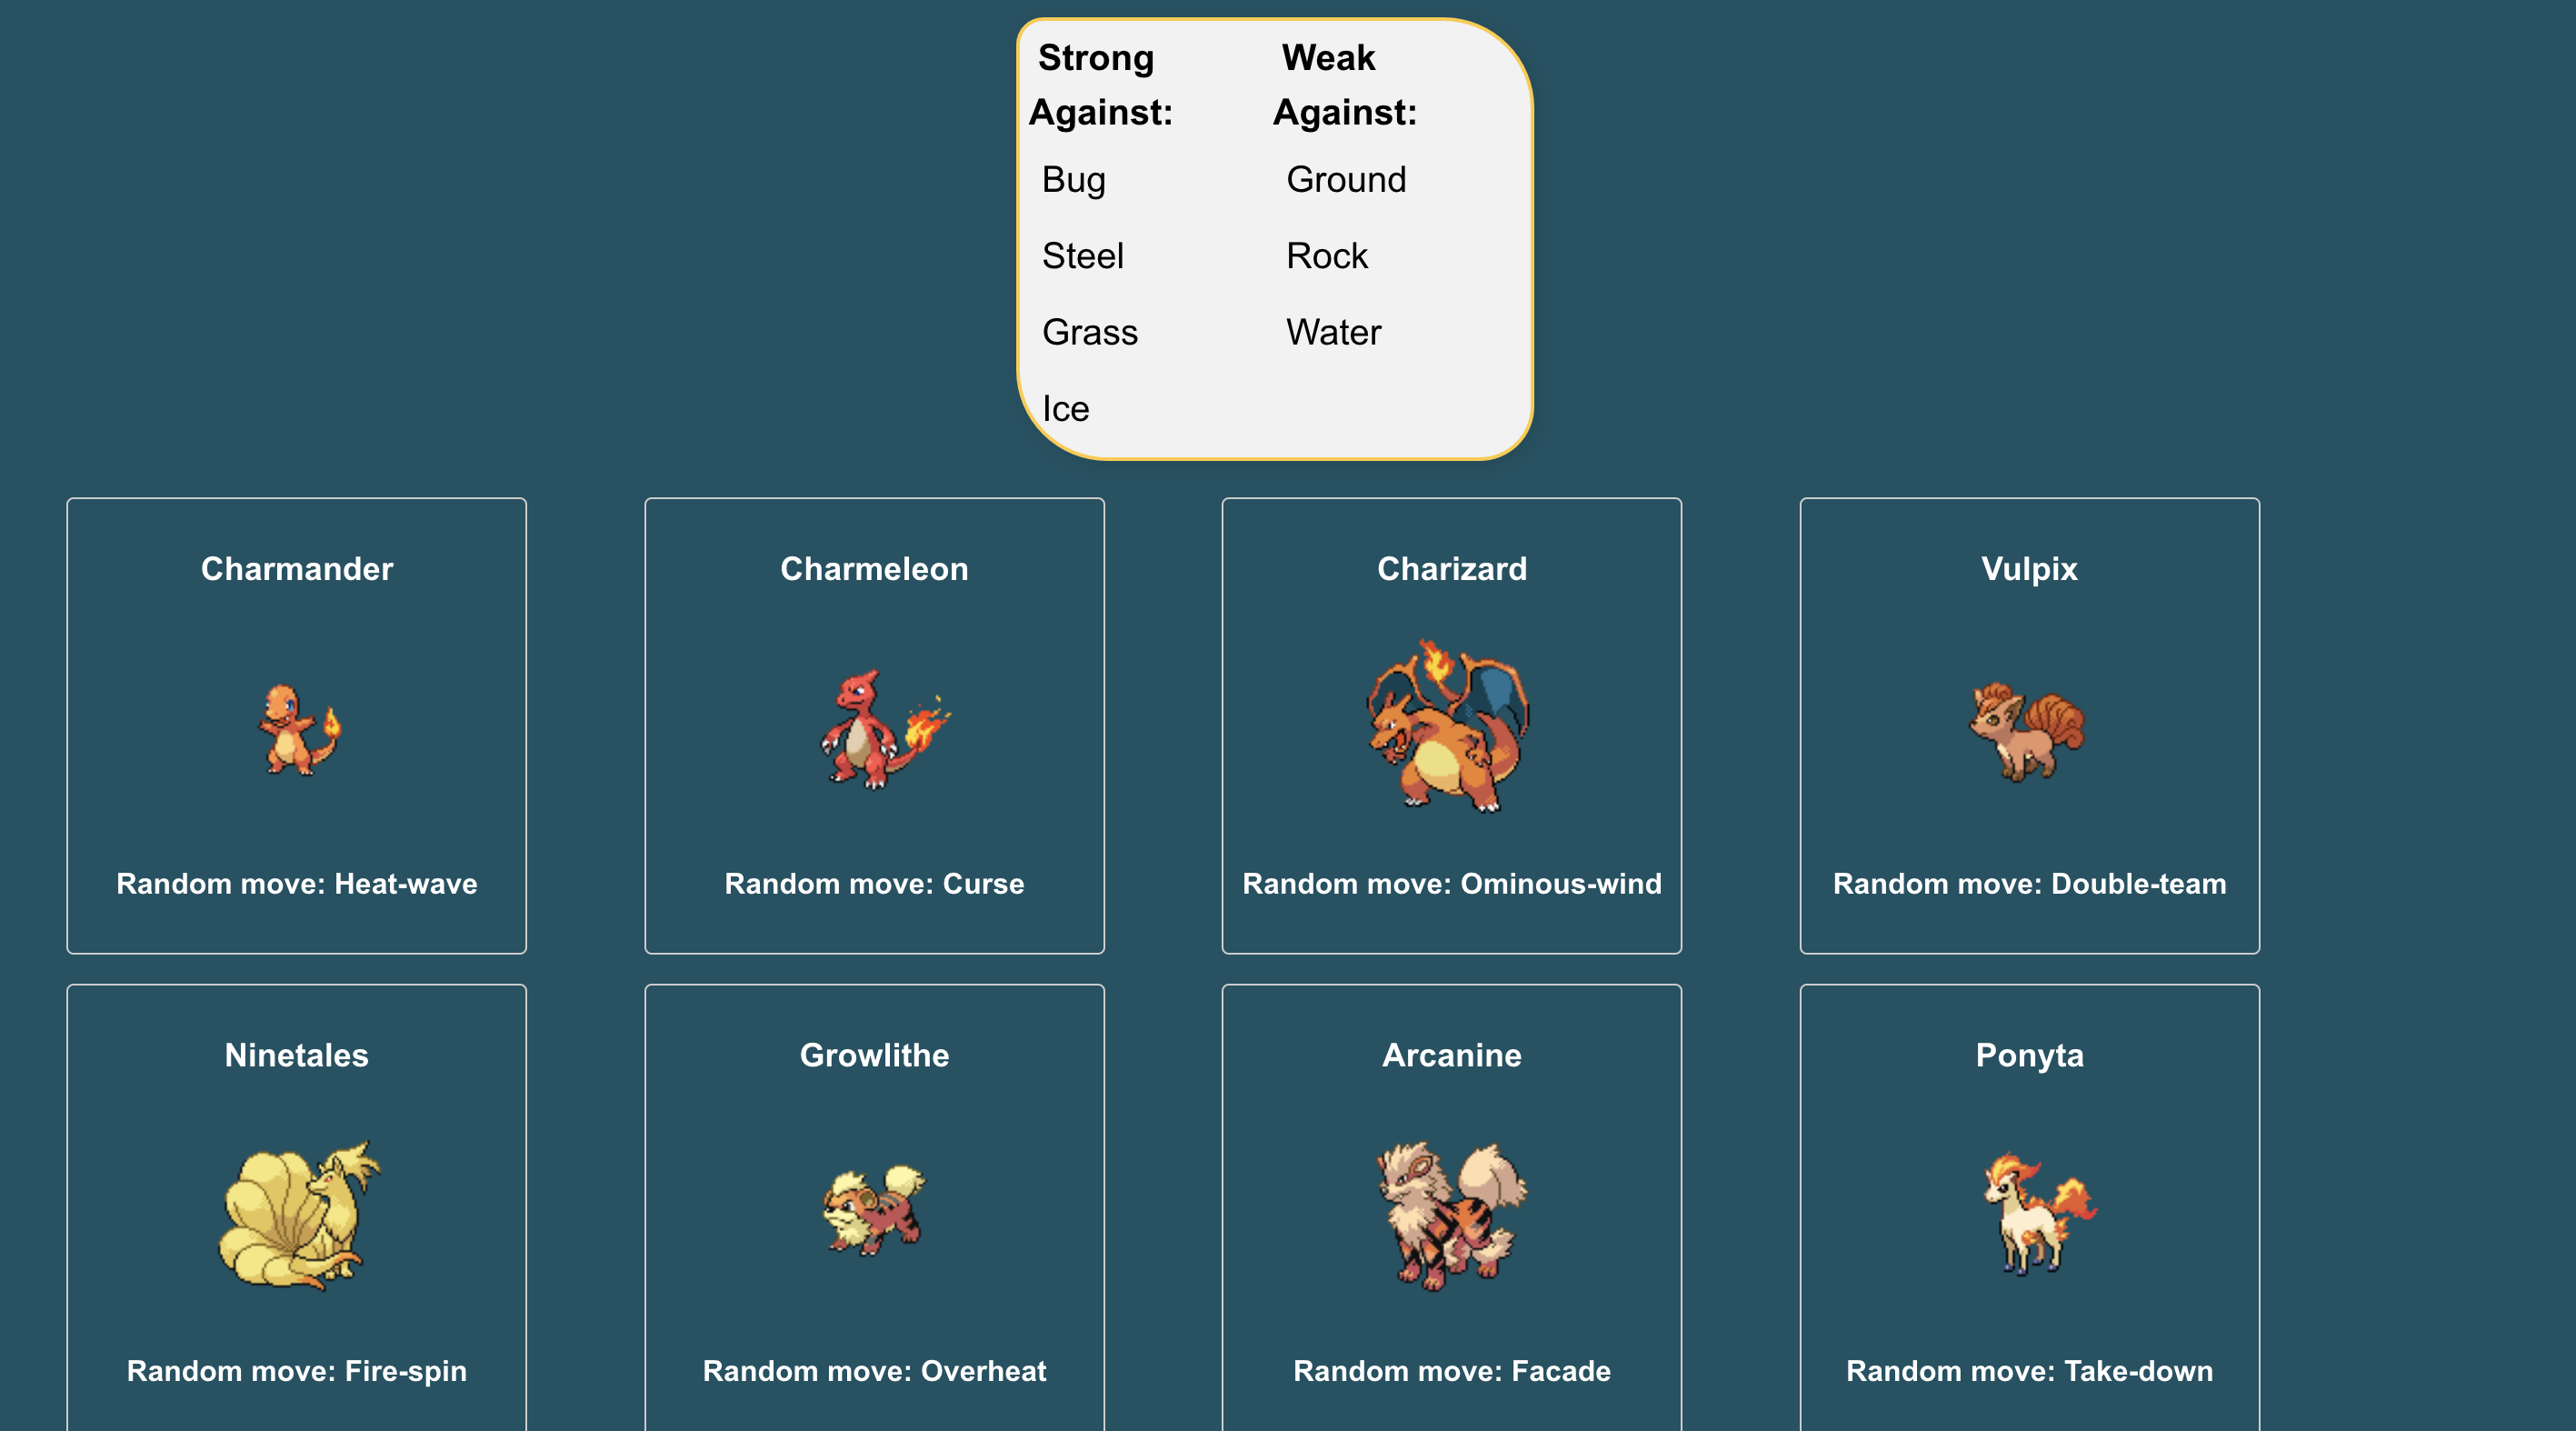 Strong Weak
Against: Against:
Bug Ground
Steel Rock
Grass Water
Ice
Charmander Charmeleon Charizard Vulpix
Random move: Heat-wave Random move: Curse Random move: Ominous-wind Random move: Double-team
Ninetales Growlithe Arcanine Ponyta
Random move: Fire-spin Random move: Overheat Random move: Facade Random move: Take-down